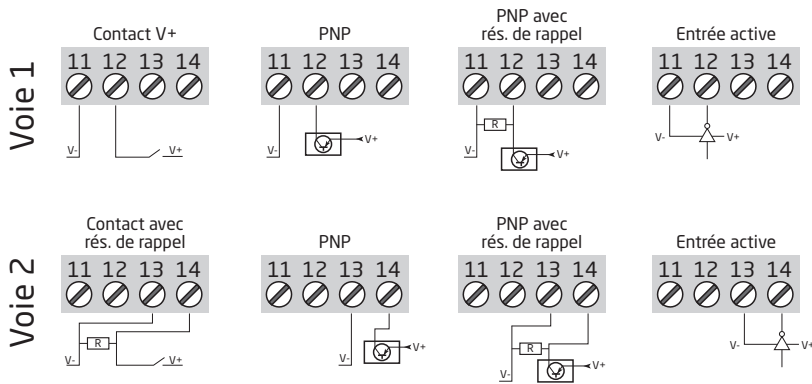 Voie 1
Contact V+
11 12 13 14
V-
V+
PNP
11 12 13 14
V-
V+
PNP avec
rés. de rappel
11 12 13 14
R
V-
V+
Entrée active
11 12 13 14
V-
V+
Voie 2
Contact avec
rés. de rappel
11 12 13 14
R
V-
V+
PNP
11 12 13 14
V-
V+
PNP avec
rés. de rappel
11 12 13 14
R
V-
V+
Entrée active
11 12 13 14
V-
V+